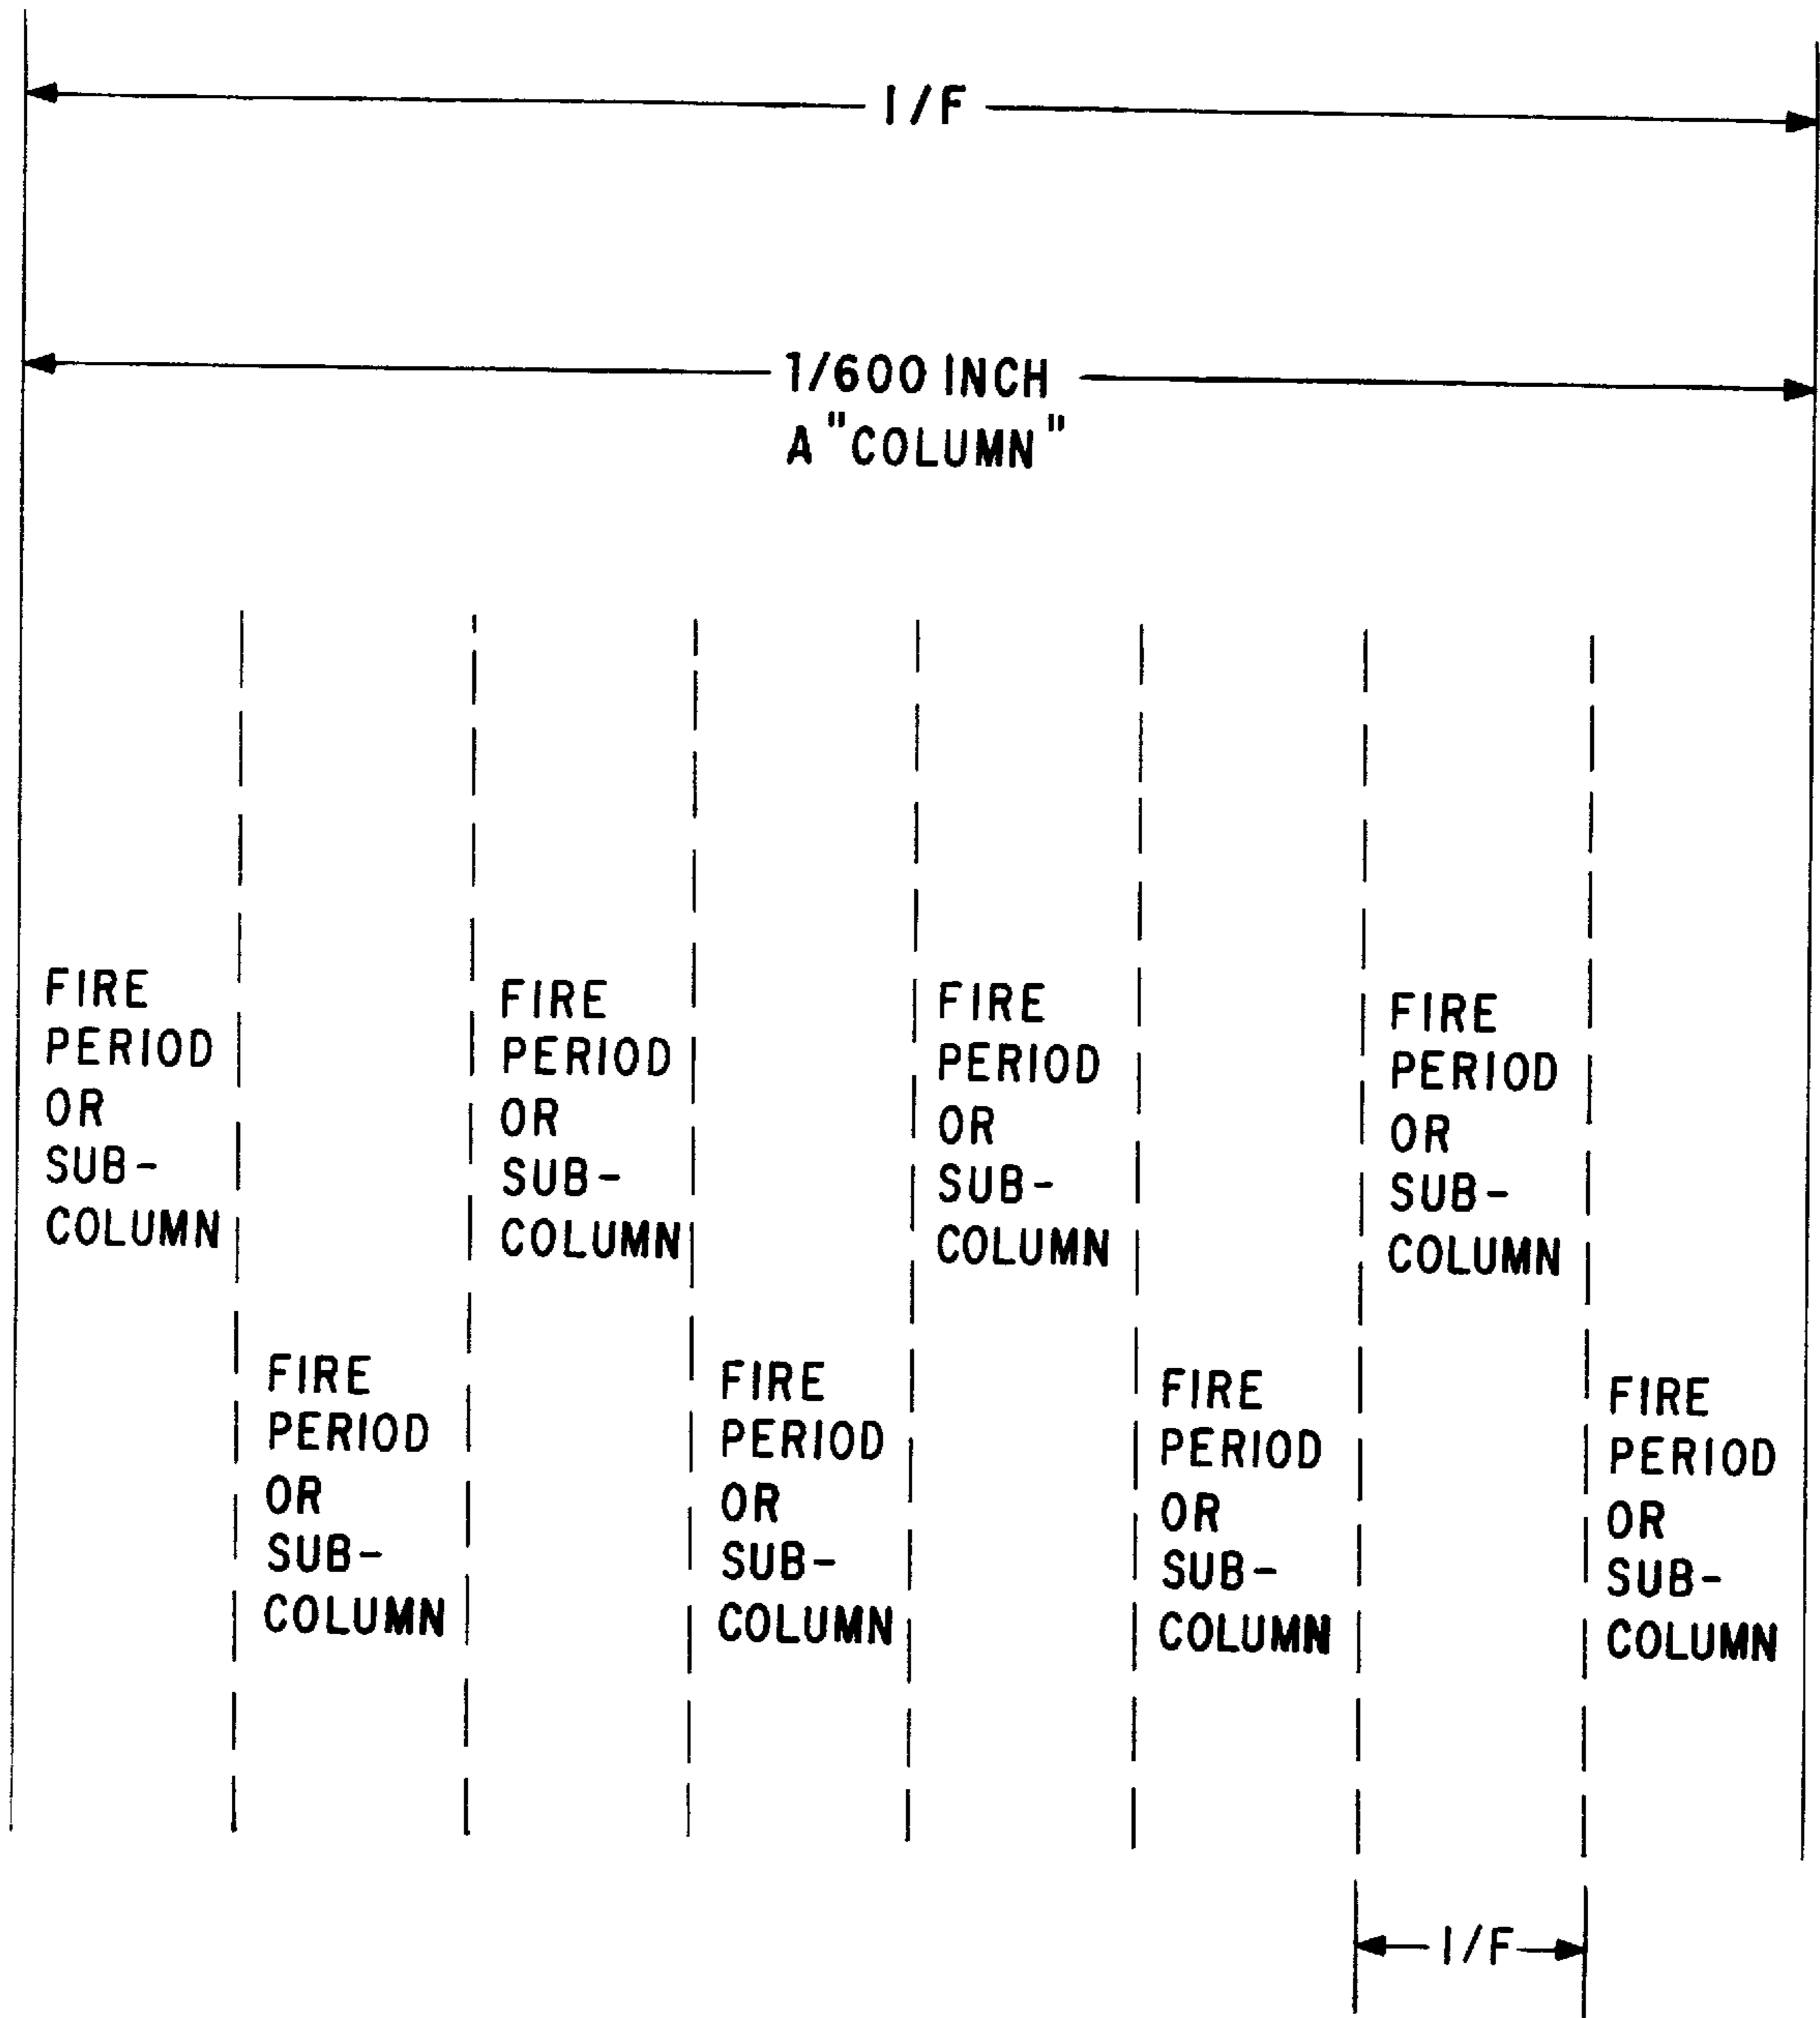 1/F
1/600 INCH
A "COLUMN"
FIRE
PERIOD
OR
SUB-
COLUMN
FIRE
PERIOD
OR
SUB-
COLUMN
FIRE
PERIOD
OR
SUB-
COLUMN
FIRE
PERIOD
OR
SUB-
COLUMN
FIRE
PERIOD
OR
SUB-
COLUMN
FIRE
PERIOD
OR
SUB-
COLUMN
FIRE
PERIOD
OR
SUB-
COLUMN
FIRE
PERIOD
OR
SUB-
COLUMN
1/F